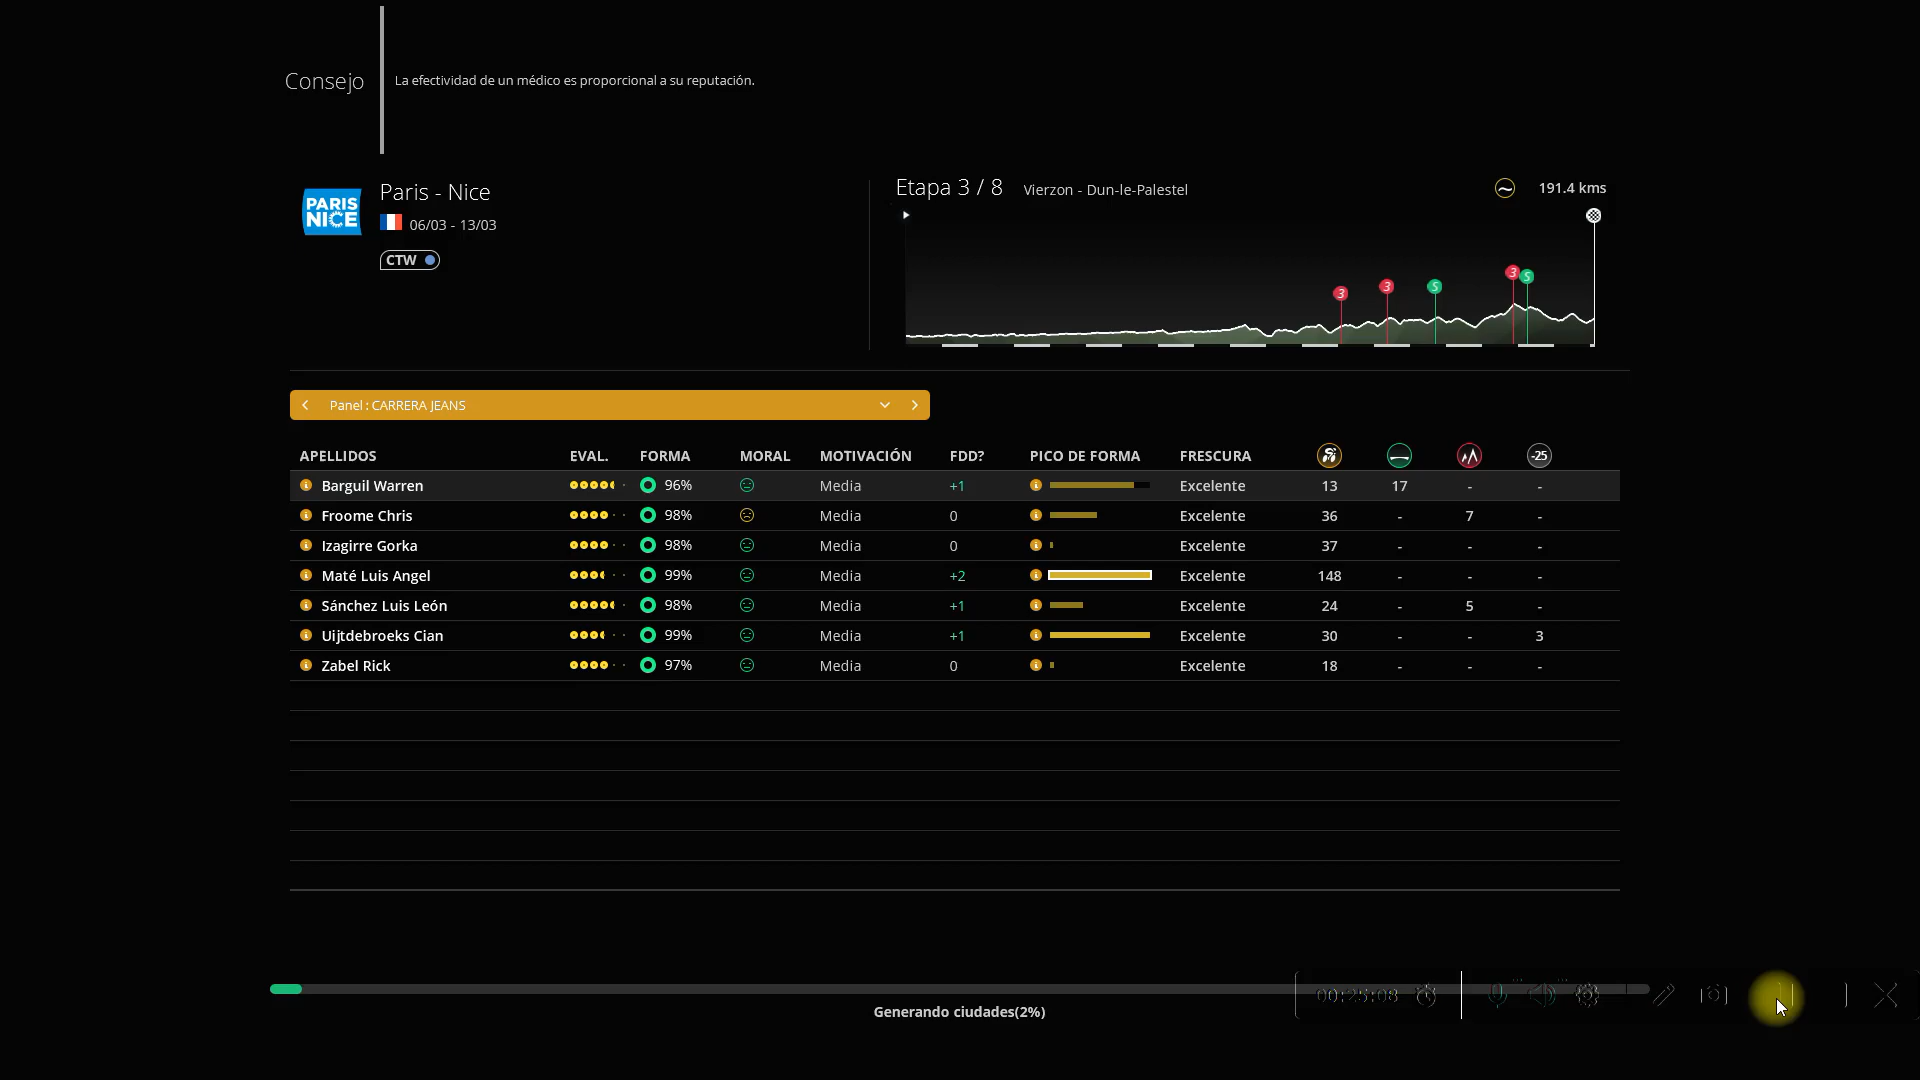 Consejo
La efectividad de un médico es proporcional a su reputación.
PARIS
NICE
Paris - Nice
06/03 - 13/03
CTW
Etapa 3 / 8 Vierzon - Dun-le-Palestel 191.4 kms
3 3 S 3 S
Panel : CARRERA JEANS
APELLIDOS EVAL. FORMA MORAL MOTIVACIÓN FDD? PICO DE FORMA FRESCURA -25
Barguil Warren 96% Media +1 Excelente 13 17 - -
Froome Chris 98% Media 0 Excelente 36 - 7 -
Izagirre Gorka 98% Media 0 Excelente 37 - - -
Maté Luis Angel 99% Media +2 Excelente 148 - - -
Sánchez Luis León 98% Media +1 Excelente 24 - 5 -
Uijtdebroeks Cian 99% Media +1 Excelente 30 - - 3
Zabel Rick 97% Media 0 Excelente 18 - - -
00:25:08
Generando ciudades(2%)